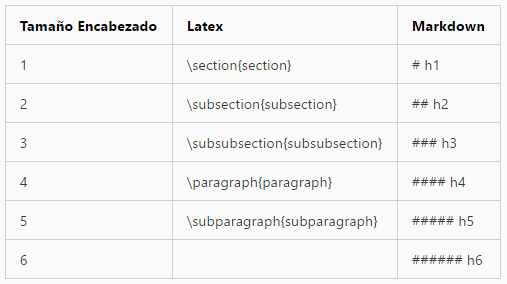 Tamaño Encabezado Latex Markdown
1 \section{section} # h1
2 \subsection{subsection} ## h2
3 \subsubsection{subsubsection} ### h3
4 \paragraph{paragraph} #### h4
5 \subparagraph{subparagraph} ##### h5
6 ###### h6